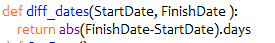 def diff_dates(StartDate, FinishDate ):
return abs(FinishDate-StartDate).days